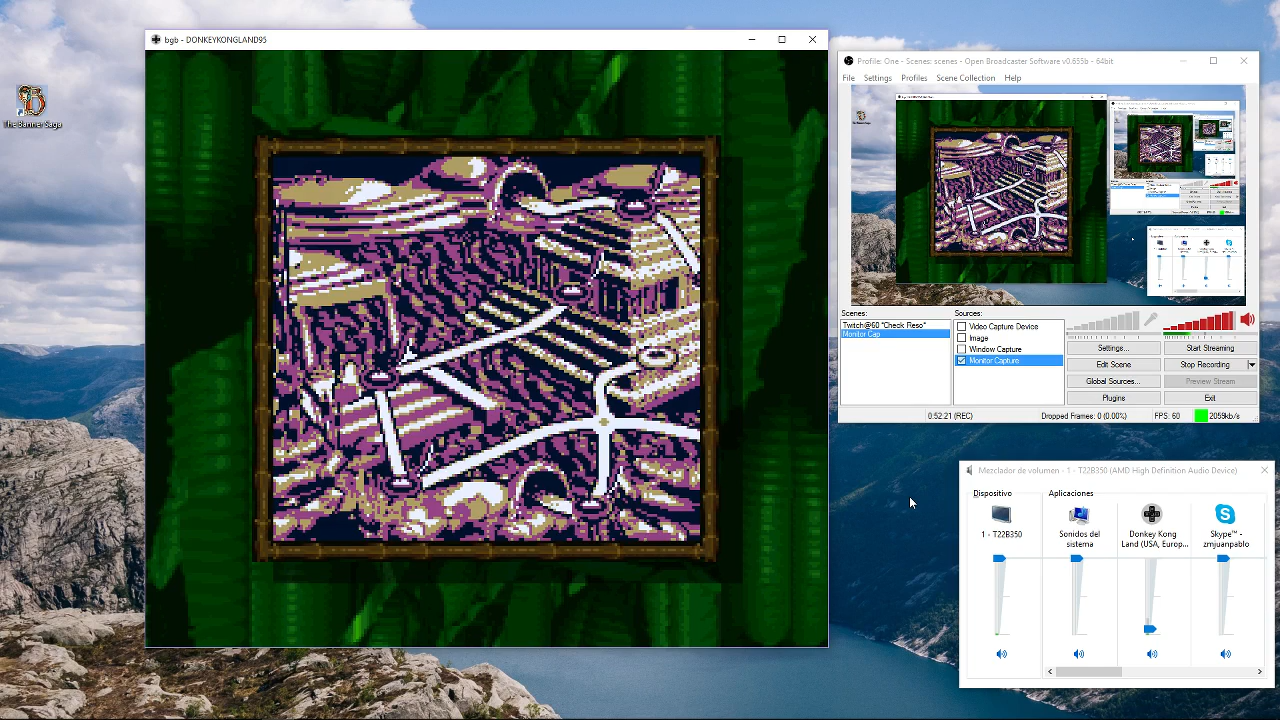 The Banner Saga
bgb - DONKEYKONGLAND95
Profile: One - Scenes: scenes - Open Broadcaster Software v0.655b - 64bit
File Settings Profiles Scene Collection Help
Scenes:
Sources:
Twitch@60 "Check Reso"
Monitor Cap
Video Capture Device
Image
Window Capture
Monitor Capture
Settings...
Start Streaming
Edit Scene
Stop Recording
Global Sources...
Preview Stream
Plugins
Exit
0:52:21 (REC)
Dropped Frames: 0 (0.00%)
FPS: 60
2059kb/s
Mezclador de volumen - 1 - T22B350 (AMD High Definition Audio Device)
Dispositivo
Aplicaciones
1 - T22B350
Sonidos del
sistema
Donkey Kong
Land (USA, Europ...
Skype™ -
zmjuanpablo